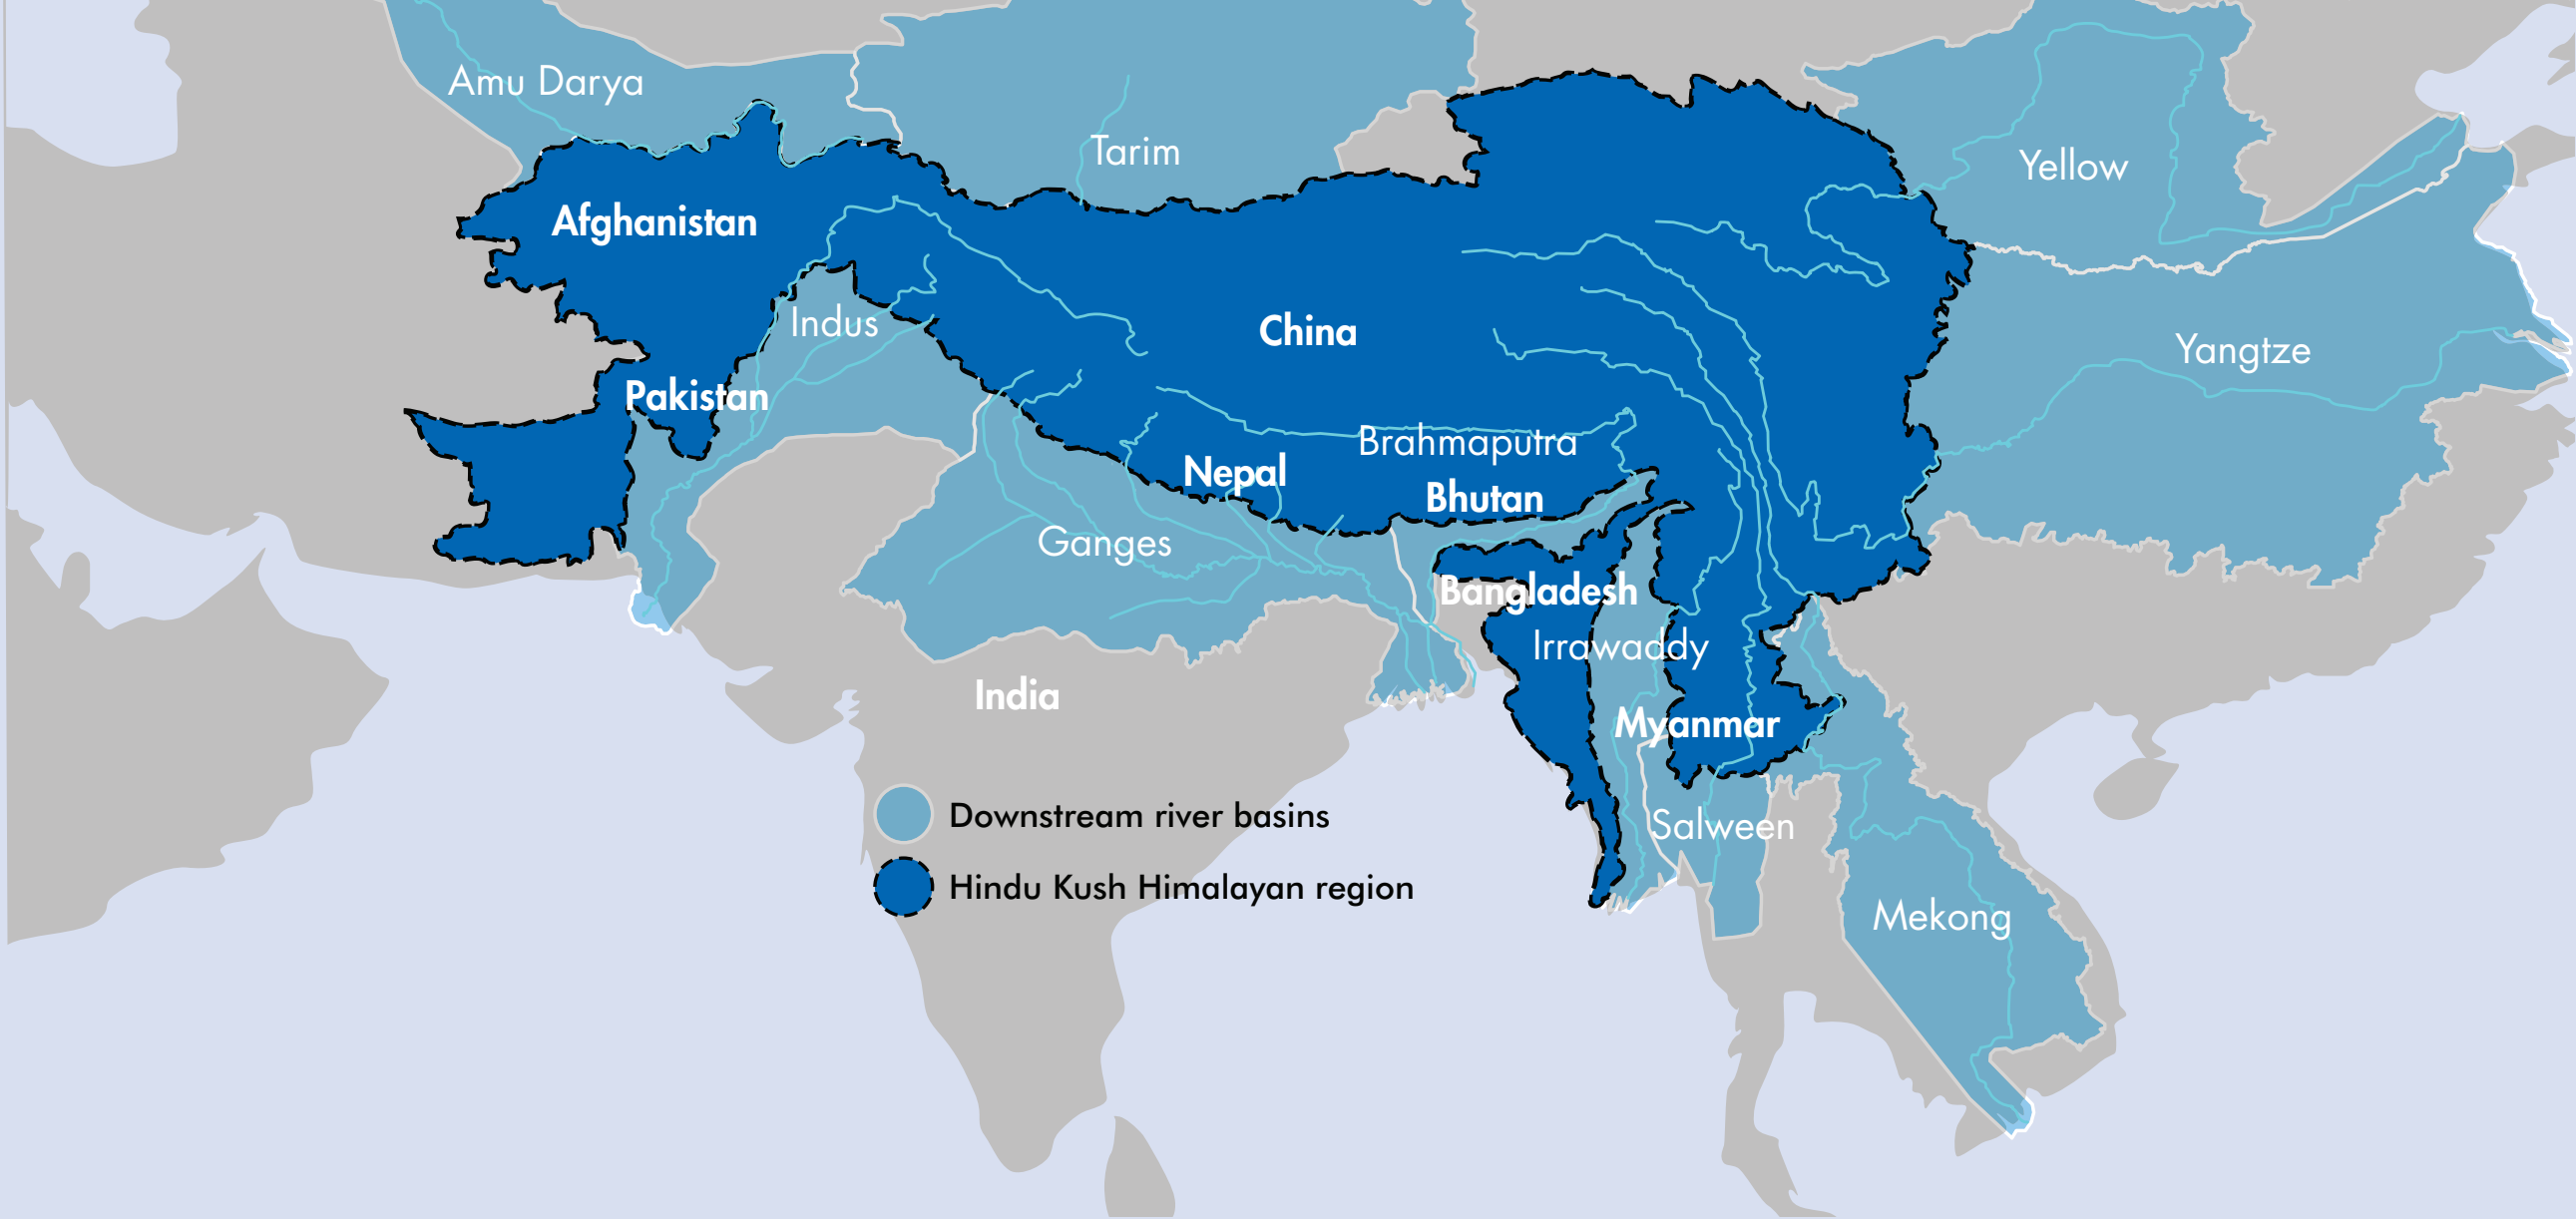 Amu Darya
Tarim
Yellow
Afghanistan
Indus
China
Yangtze
Pakistan
Brahmaputra
Nepal
Bhutan
Ganges
Bangladesh
Irrawaddy
India
Myanmar
Downstream river basins
Salween
Hindu Kush Himalayan region
Mekong